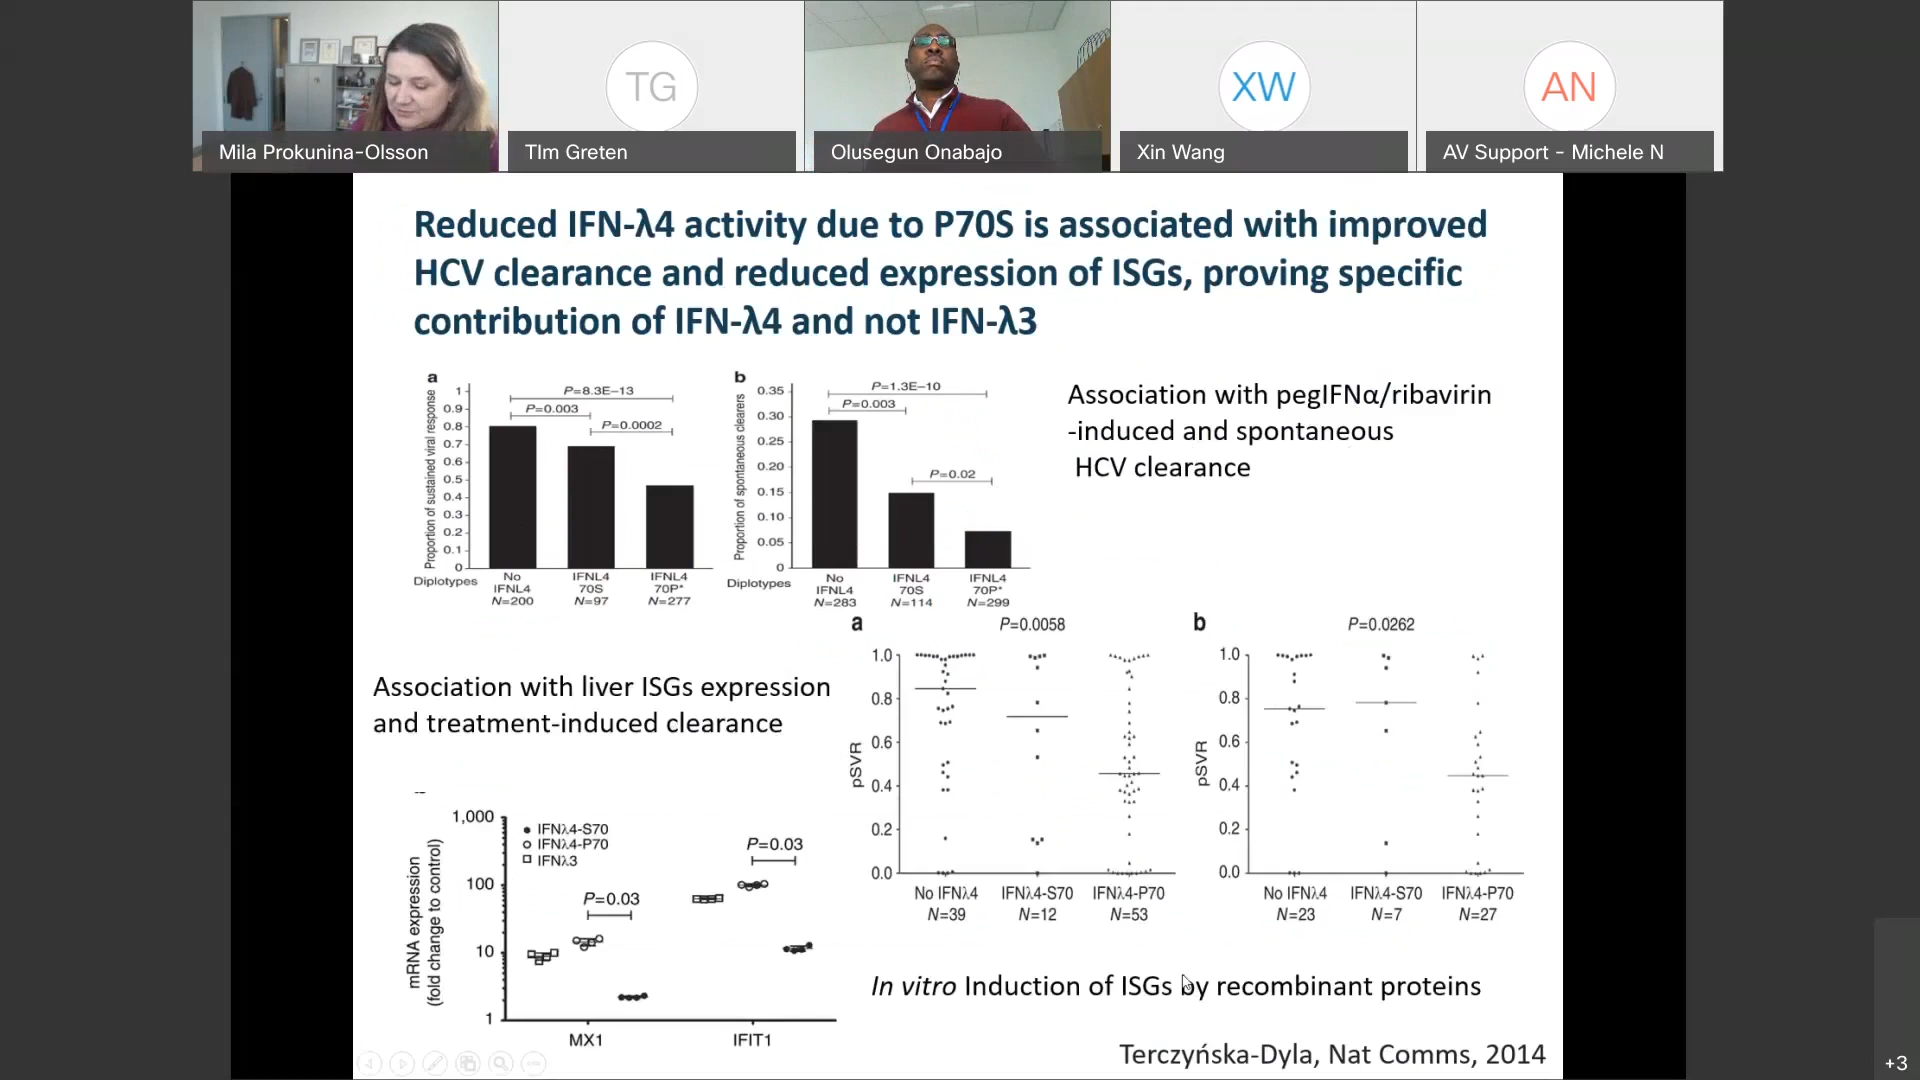 TG
XW
AN
Mila Prokunina-Olsson
TIm Greten
Olusegun Onabajo
Xin Wang
AV Support - Michele N
Reduced IFN-λ4 activity due to P70S is associated with improved
HCV clearance and reduced expression of ISGs, proving specific
contribution of IFN-λ4 and not IFN-λ3
a
P=8.3E–13
P=0.003
P=0.0002
Proportion of sustained viral response
1
0.9
0.8
0.7
0.6
0.5
0.4
0.3
0.2
0.1
0
Diplotypes
No IFNL4 N=200
IFNL4 70S N=97
IFNL4 70P* N=277
b
P=1.3E–10
P=0.003
P=0.02
Proportion of spontaneous clearers
0.35
0.30
0.25
0.20
0.15
0.10
0.05
0
Diplotypes
No IFNL4 N=283
IFNL4 70S N=114
IFNL4 70P* N=299
Association with pegIFNα/ribavirin
-induced and spontaneous
HCV clearance
Association with liver ISGs expression
and treatment-induced clearance
a
P=0.0058
pSVR
1.0
0.8
0.6
0.4
0.2
0.0
No IFNλ4 N=39
IFNλ4-S70 N=12
IFNλ4-P70 N=53
b
P=0.0262
pSVR
1.0
0.8
0.6
0.4
0.2
0.0
No IFNλ4 N=23
IFNλ4-S70 N=7
IFNλ4-P70 N=27
mRNA expression
(fold change to control)
1,000
100
10
1
IFNλ4-S70
IFNλ4-P70
IFNλ3
P=0.03
P=0.03
MX1
IFIT1
In vitro Induction of ISGs by recombinant proteins
Terczyńska-Dyla, Nat Comms, 2014
+3